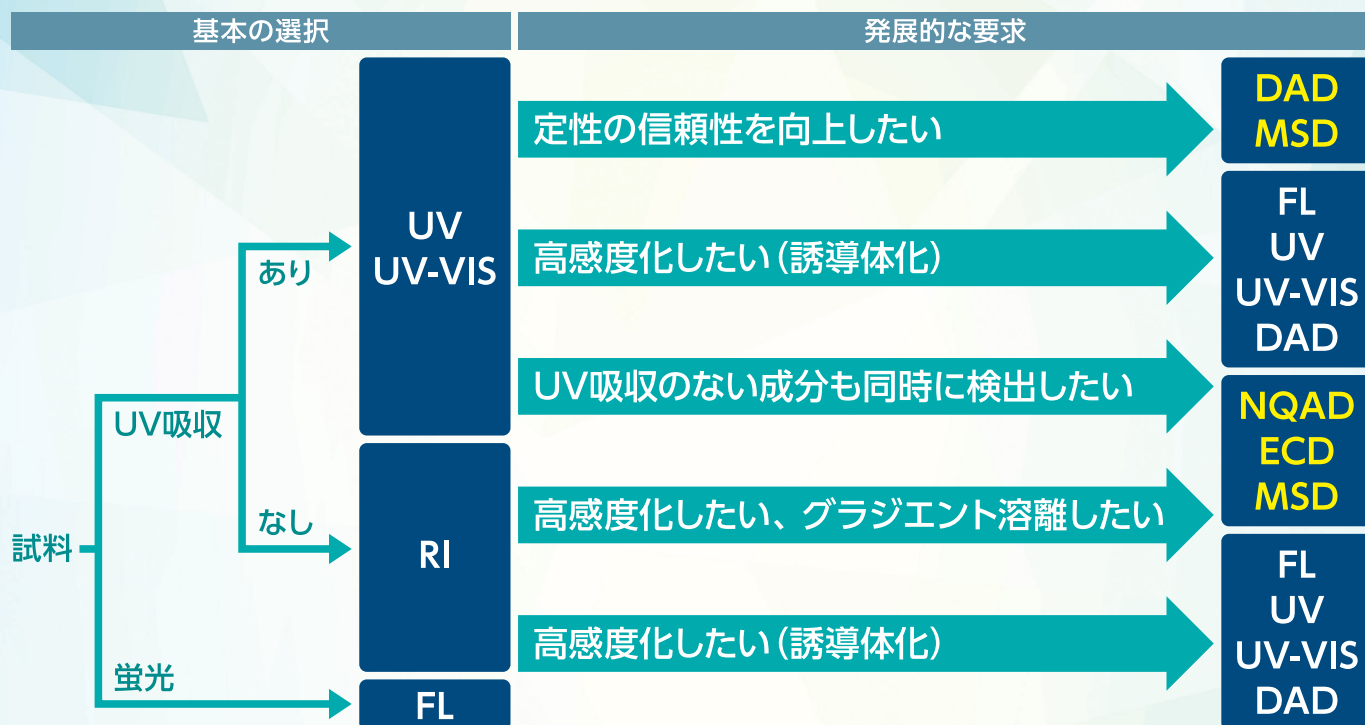 基本の選択
発展的な要求
試料
UV吸収
あり
なし
蛍光
UV
UV-VIS
RI
FL
定性の信頼性を向上したい
DAD
MSD
高感度化したい（誘導体化）
FL
UV
UV-VIS
DAD
UV吸収のない成分も同時に検出したい
高感度化したい、グラジエント溶離したい
NQAD
ECD
MSD
高感度化したい（誘導体化）
FL
UV
UV-VIS
DAD